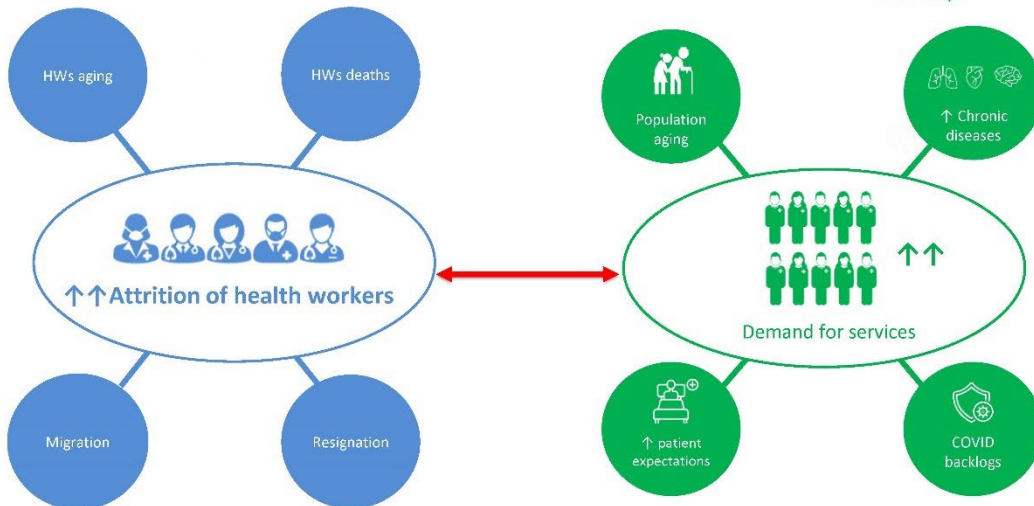 HWs aging
HWs deaths
↑↑Attrition of health workers
Migration
Resignation
Population
aging
↑ Chronic
diseases
↑↑
Demand for services
↑ patient
expectations
COVID
backlogs